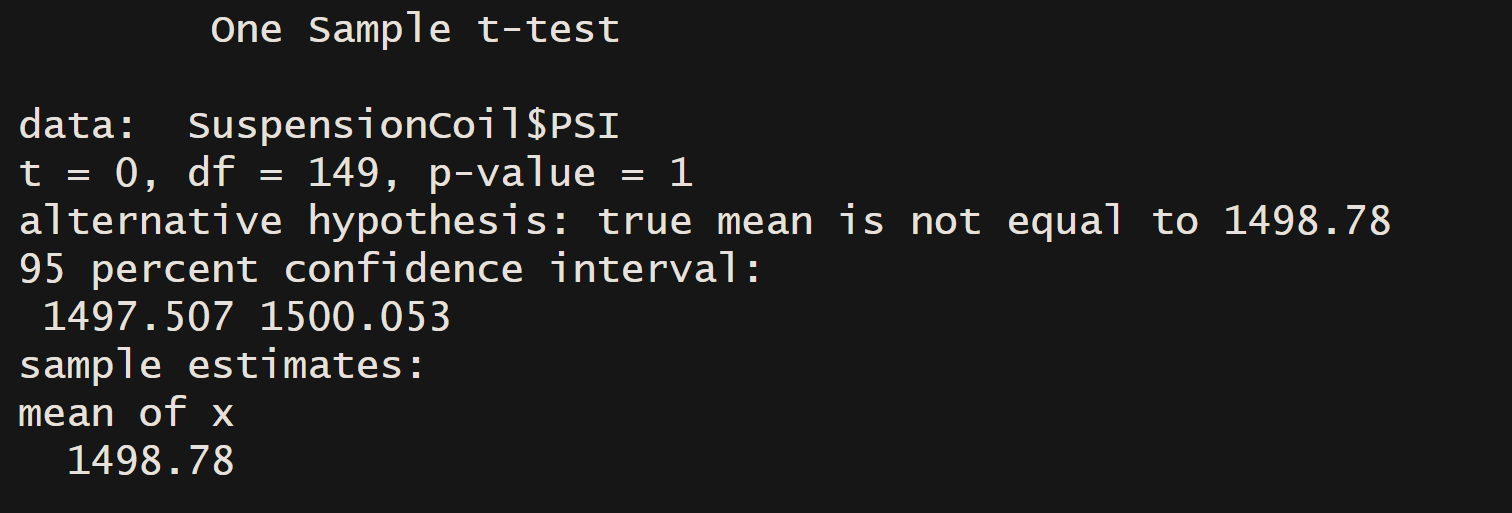 One Sample t-test
data:  SuspensionCoil$PSI
t = 0, df = 149, p-value = 1
alternative hypothesis: true mean is not equal to 1498.78
95 percent confidence interval:
1497.507 1500.053
sample estimates:
mean of x
1498.78